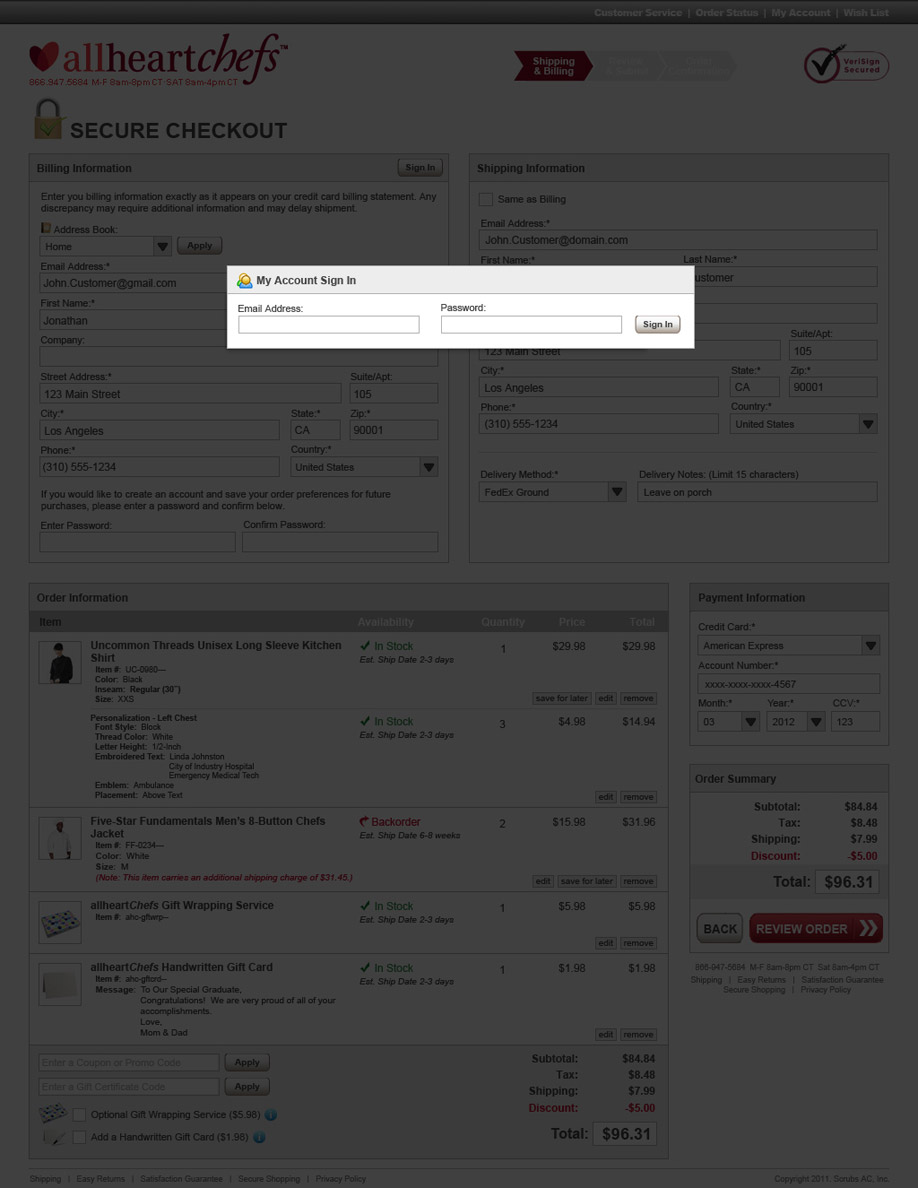 Customer Service | Order Status | My Account | Wish List
allheartchefs™
866.947.5684 M-F 8am-8pm CT·SAT 8am-4pm CT
Shipping
& Billing
VeriSign
Secured
SECURE CHECKOUT
Billing Information
Sign In
Enter you billing information exactly as it appears on your credit card billing statement. Any
discrepancy may require additional information and may delay shipment.
Address Book:
Home
Apply
Email Address:*
John.Customer@gmail.com
First Name:*
Jonathan
Company:
Street Address:*
Suite/Apt:
123 Main Street
105
City:*
State:*
Zip:*
Los Angeles
CA
90001
Phone:*
Country:*
(310) 555-1234
United States
If you would like to create an account and save your order preferences for future
purchases, please enter a password and confirm below.
Enter Password:
Confirm Password:
Shipping Information
Same as Billing
Email Address:*
John.Customer@domain.com
First Name:*
Last Name:*
ustomer
My Account Sign In
Email Address:
Password:
Sign In
Suite/Apt:
123 Main Street
105
City:*
State:*
Zip:*
Los Angeles
CA
90001
Phone:*
Country:*
(310) 555-1234
United States
Delivery Method:*
Delivery Notes: (Limit 15 characters)
FedEx Ground
Leave on porch
Order Information
Item
Availability
Quantity
Price
Total
Uncommon Threads Unisex Long Sleeve Kitchen
Shirt
Item #: UC-0980---
Color: Black
Inseam: Regular (30")
Size: XXS
In Stock
Est. Ship Date 2-3 days
1
$29.98
$29.98
save for later
edit
remove
Personalization - Left Chest
Font Style: Block
Thread Color: White
Letter Height: 1/2-Inch
Embroidered Text: Linda Johnston
City of Industry Hospital
Emergency Medical Tech
Emblem: Ambulance
Placement: Above Text
In Stock
Est. Ship Date 2-3 days
3
$4.98
$14.94
edit
remove
Five-Star Fundamentals Men's 8-Button Chefs
Jacket
Item #: FF-0234---
Color: White
Size: M
(Note: This item carries an additional shipping charge of $31.45.)
Backorder
Est. Ship Date 6-8 weeks
2
$15.98
$31.96
edit
save for later
remove
allheartChefs Gift Wrapping Service
Item #: ahc-gftwrp--
In Stock
Est. Ship Date 2-3 days
1
$5.98
$5.98
edit
remove
allheartChefs Handwritten Gift Card
Item #: ahc-gftcrd--
Message: To Our Special Graduate,
Congratulations! We are very proud of all of your
accomplishments.
Love,
Mom & Dad
In Stock
Est. Ship Date 2-3 days
1
$1.98
$1.98
edit
remove
Enter a Coupon or Promo Code
Apply
Enter a Gift Certificate Code
Apply
Optional Gift Wrapping Service ($5.98)
Add a Handwritten Gift Card ($1.98)
Subtotal: $84.84
Tax: $8.48
Shipping: $7.99
Discount: -$5.00
Total: $96.31
Payment Information
Credit Card:*
American Express
Account Number:*
xxxx-xxxx-xxxx-4567
Month:*
Year:*
CCV:*
03
2012
123
Order Summary
Subtotal: $84.84
Tax: $8.48
Shipping: $7.99
Discount: -$5.00
Total: $96.31
BACK
REVIEW ORDER
866-947-5684 M-F 8am-8pm CT Sat 8am-4pm CT
Shipping | Easy Returns | Satisfaction Guarantee
Secure Shopping | Privacy Policy
Shipping | Easy Returns | Satisfaction Guarantee | Secure Shopping | Privacy Policy
Copyright 2011. Scrubs AC, Inc.